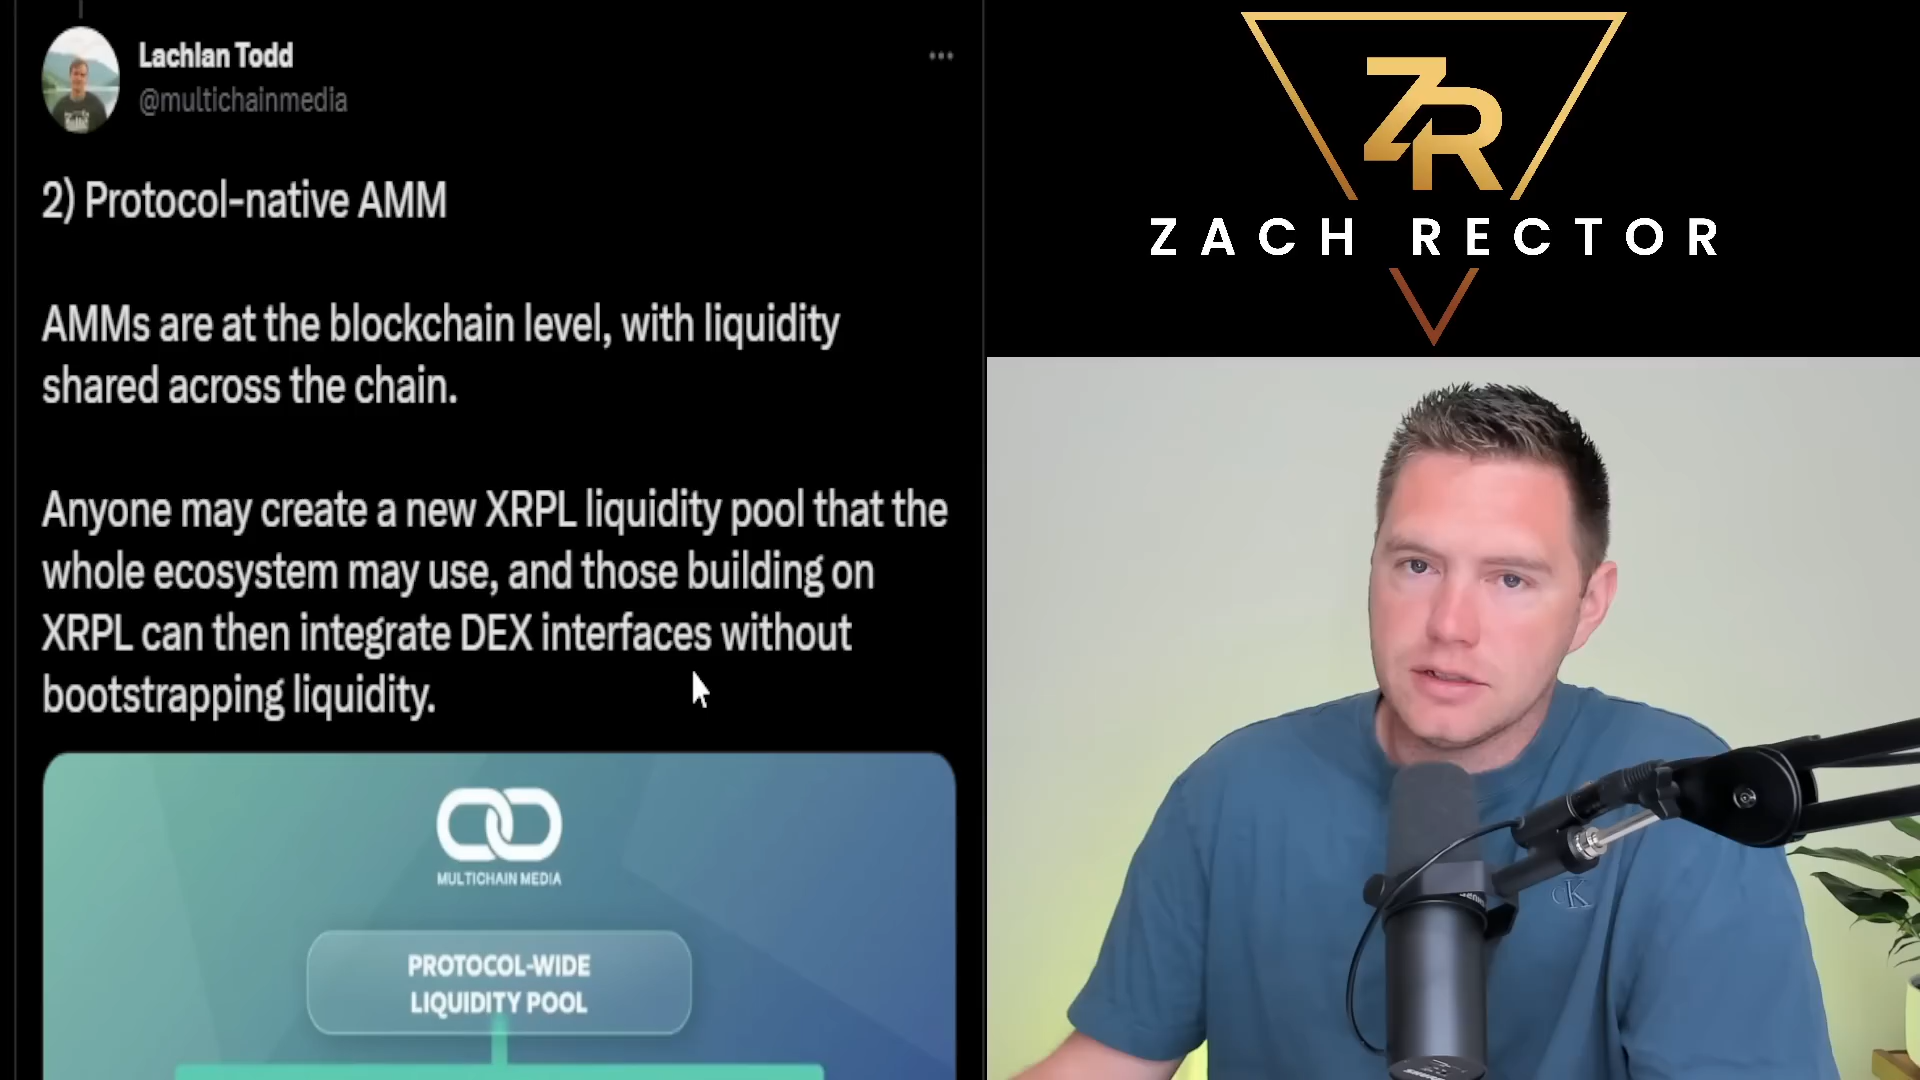 Lachlan Todd
@multichainmedia
2) Protocol-native AMM
AMMs are at the blockchain level, with liquidity
shared across the chain.
Anyone may create a new XRPL liquidity pool that the
whole ecosystem may use, and those building on
XRPL can then integrate DEX interfaces without
bootstrapping liquidity.
MULTICHAIN MEDIA
PROTOCOL-WIDE
LIQUIDITY POOL
ZR
ZACH RECTOR
CK